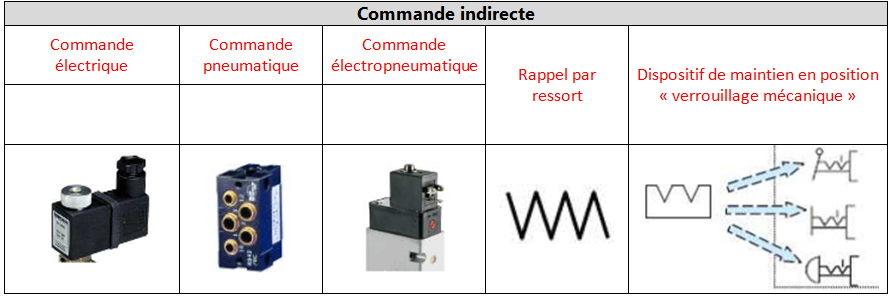 Commande indirecte
Commande
électrique
Commande
pneumatique
Commande
électropneumatique
Rappel par
ressort
Dispositif de maintien en position
« verrouillage mécanique »